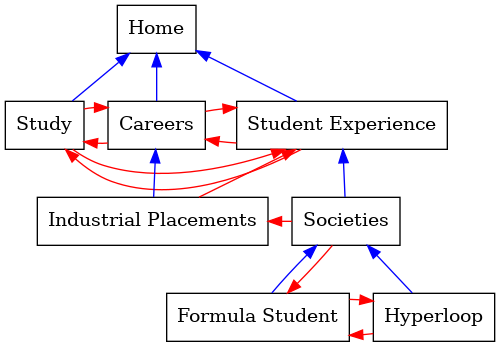 Home
Study
Careers
Student Experience
Industrial Placements
Societies
Formula Student
Hyperloop